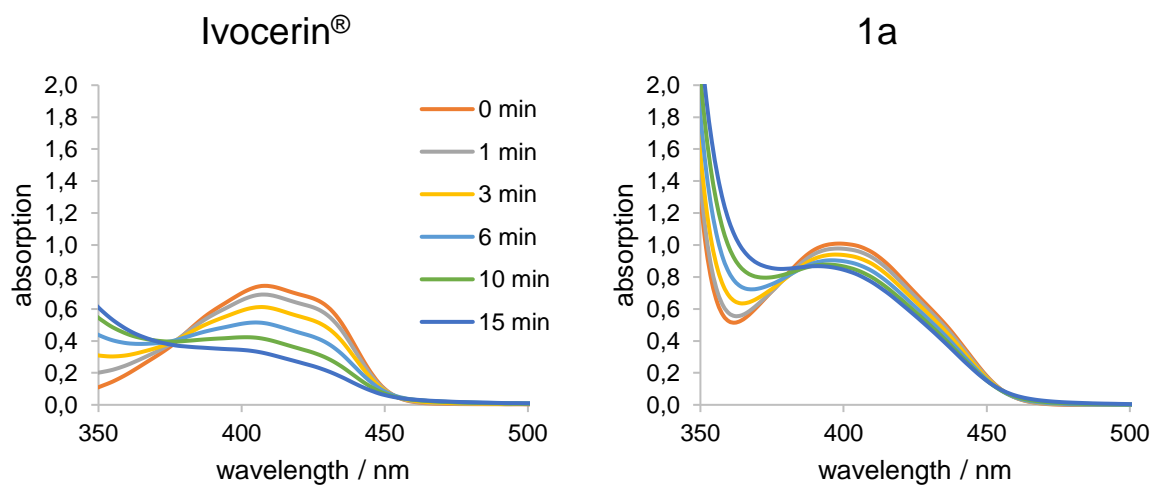 Ivocerin®
2,0
1,8
1,6
1,4
1,2
1,0
0,8
0,6
0,4
0,2
0,0
absorption
350
400
450
500
wavelength / nm
0 min
1 min
3 min
6 min
10 min
15 min
1a
2,0
1,8
1,6
1,4
1,2
1,0
0,8
0,6
0,4
0,2
0,0
absorption
350
400
450
500
wavelength / nm